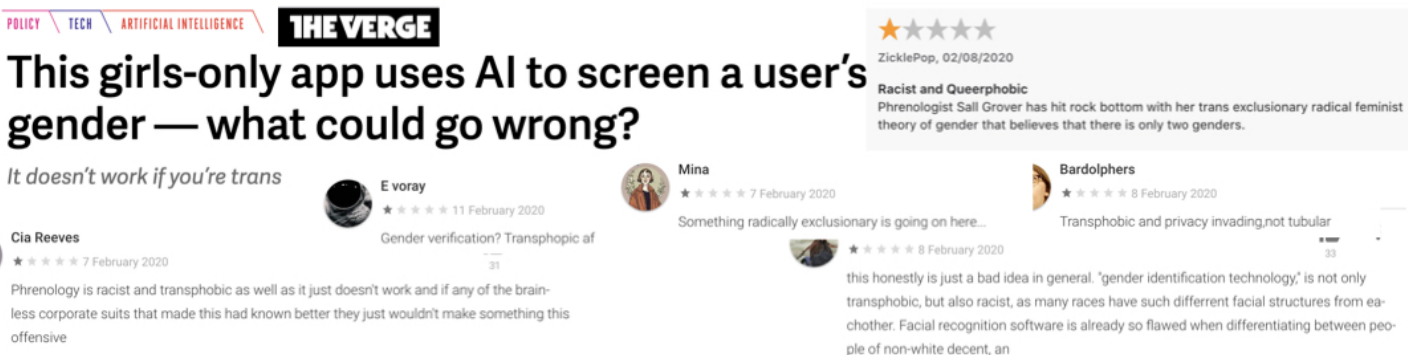 POLICY TECH ARTIFICIAL INTELLIGENCE
THE VERGE
This girls-only app uses AI to screen a user's
gender — what could go wrong?
It doesn't work if you're trans
ZicklePop, 02/08/2020
Racist and Queerphobic
Phrenologist Sall Grover has hit rock bottom with her trans exclusionary radical feminist
theory of gender that believes that there is only two genders.
E voray
11 February 2020
Gender verification? Transphopic af
31
Mina
7 February 2020
Something radically exclusionary is going on here...
Bardolphers
8 February 2020
Transphobic and privacy invading,not tubular
33
Cia Reeves
7 February 2020
Phrenology is racist and transphobic as well as it just doesn't work and if any of the brain-
less corporate suits that made this had known better they just wouldn't make something this
offensive
8 February 2020
this honestly is just a bad idea in general. "gender identification technology," is not only
transphobic, but also racist, as many races have such different facial structures from ea-
chother. Facial recognition software is already so flawed when differentiating between peo-
ple of non-white decent, an